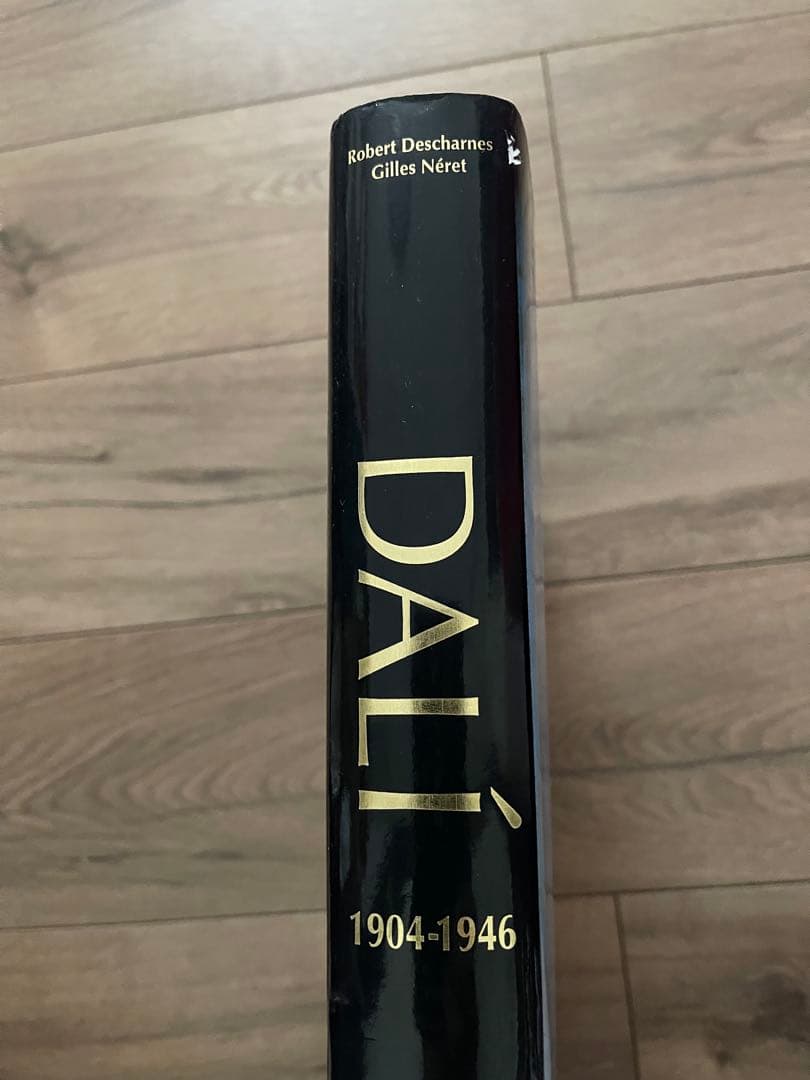 Robert Descharnes
Gilles Néret
DALÍ
1904-1946